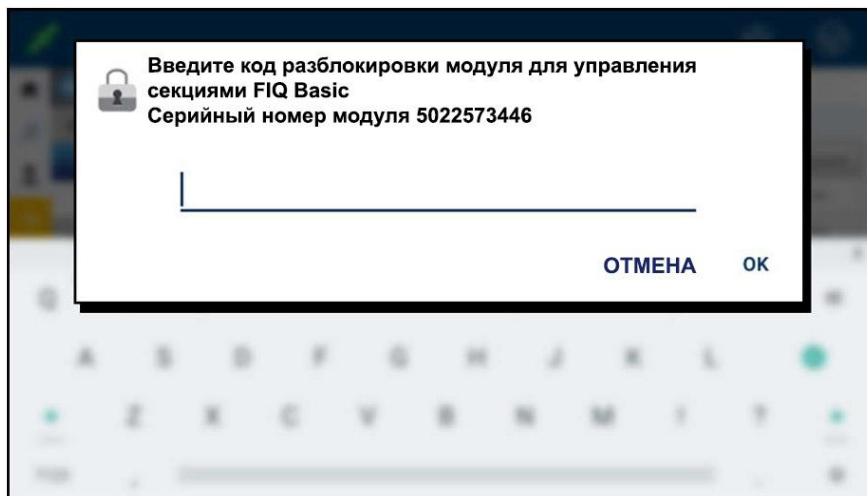 Введите код разблокировки модуля для управления
секциями FIQ Basic
Серийный номер модуля 5022573446
ОТМЕНА OK
A S D F G H J K L
Z X C V B N M ! ?